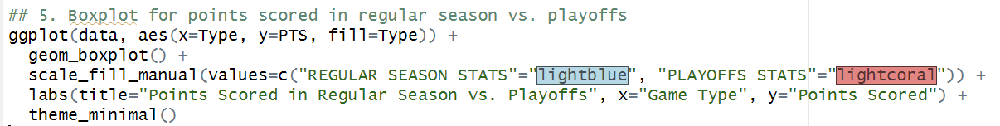 ## 5. Boxplot for points scored in regular season vs. playoffs
ggplot(data, aes(x=Type, y=PTS, fill=Type)) +
  geom_boxplot() +
  scale_fill_manual(values=c("REGULAR SEASON STATS"="lightblue", "PLAYOFFS STATS"="lightcoral")) +
  labs(title="Points Scored in Regular Season vs. Playoffs", x="Game Type", y="Points Scored") +
  theme_minimal()